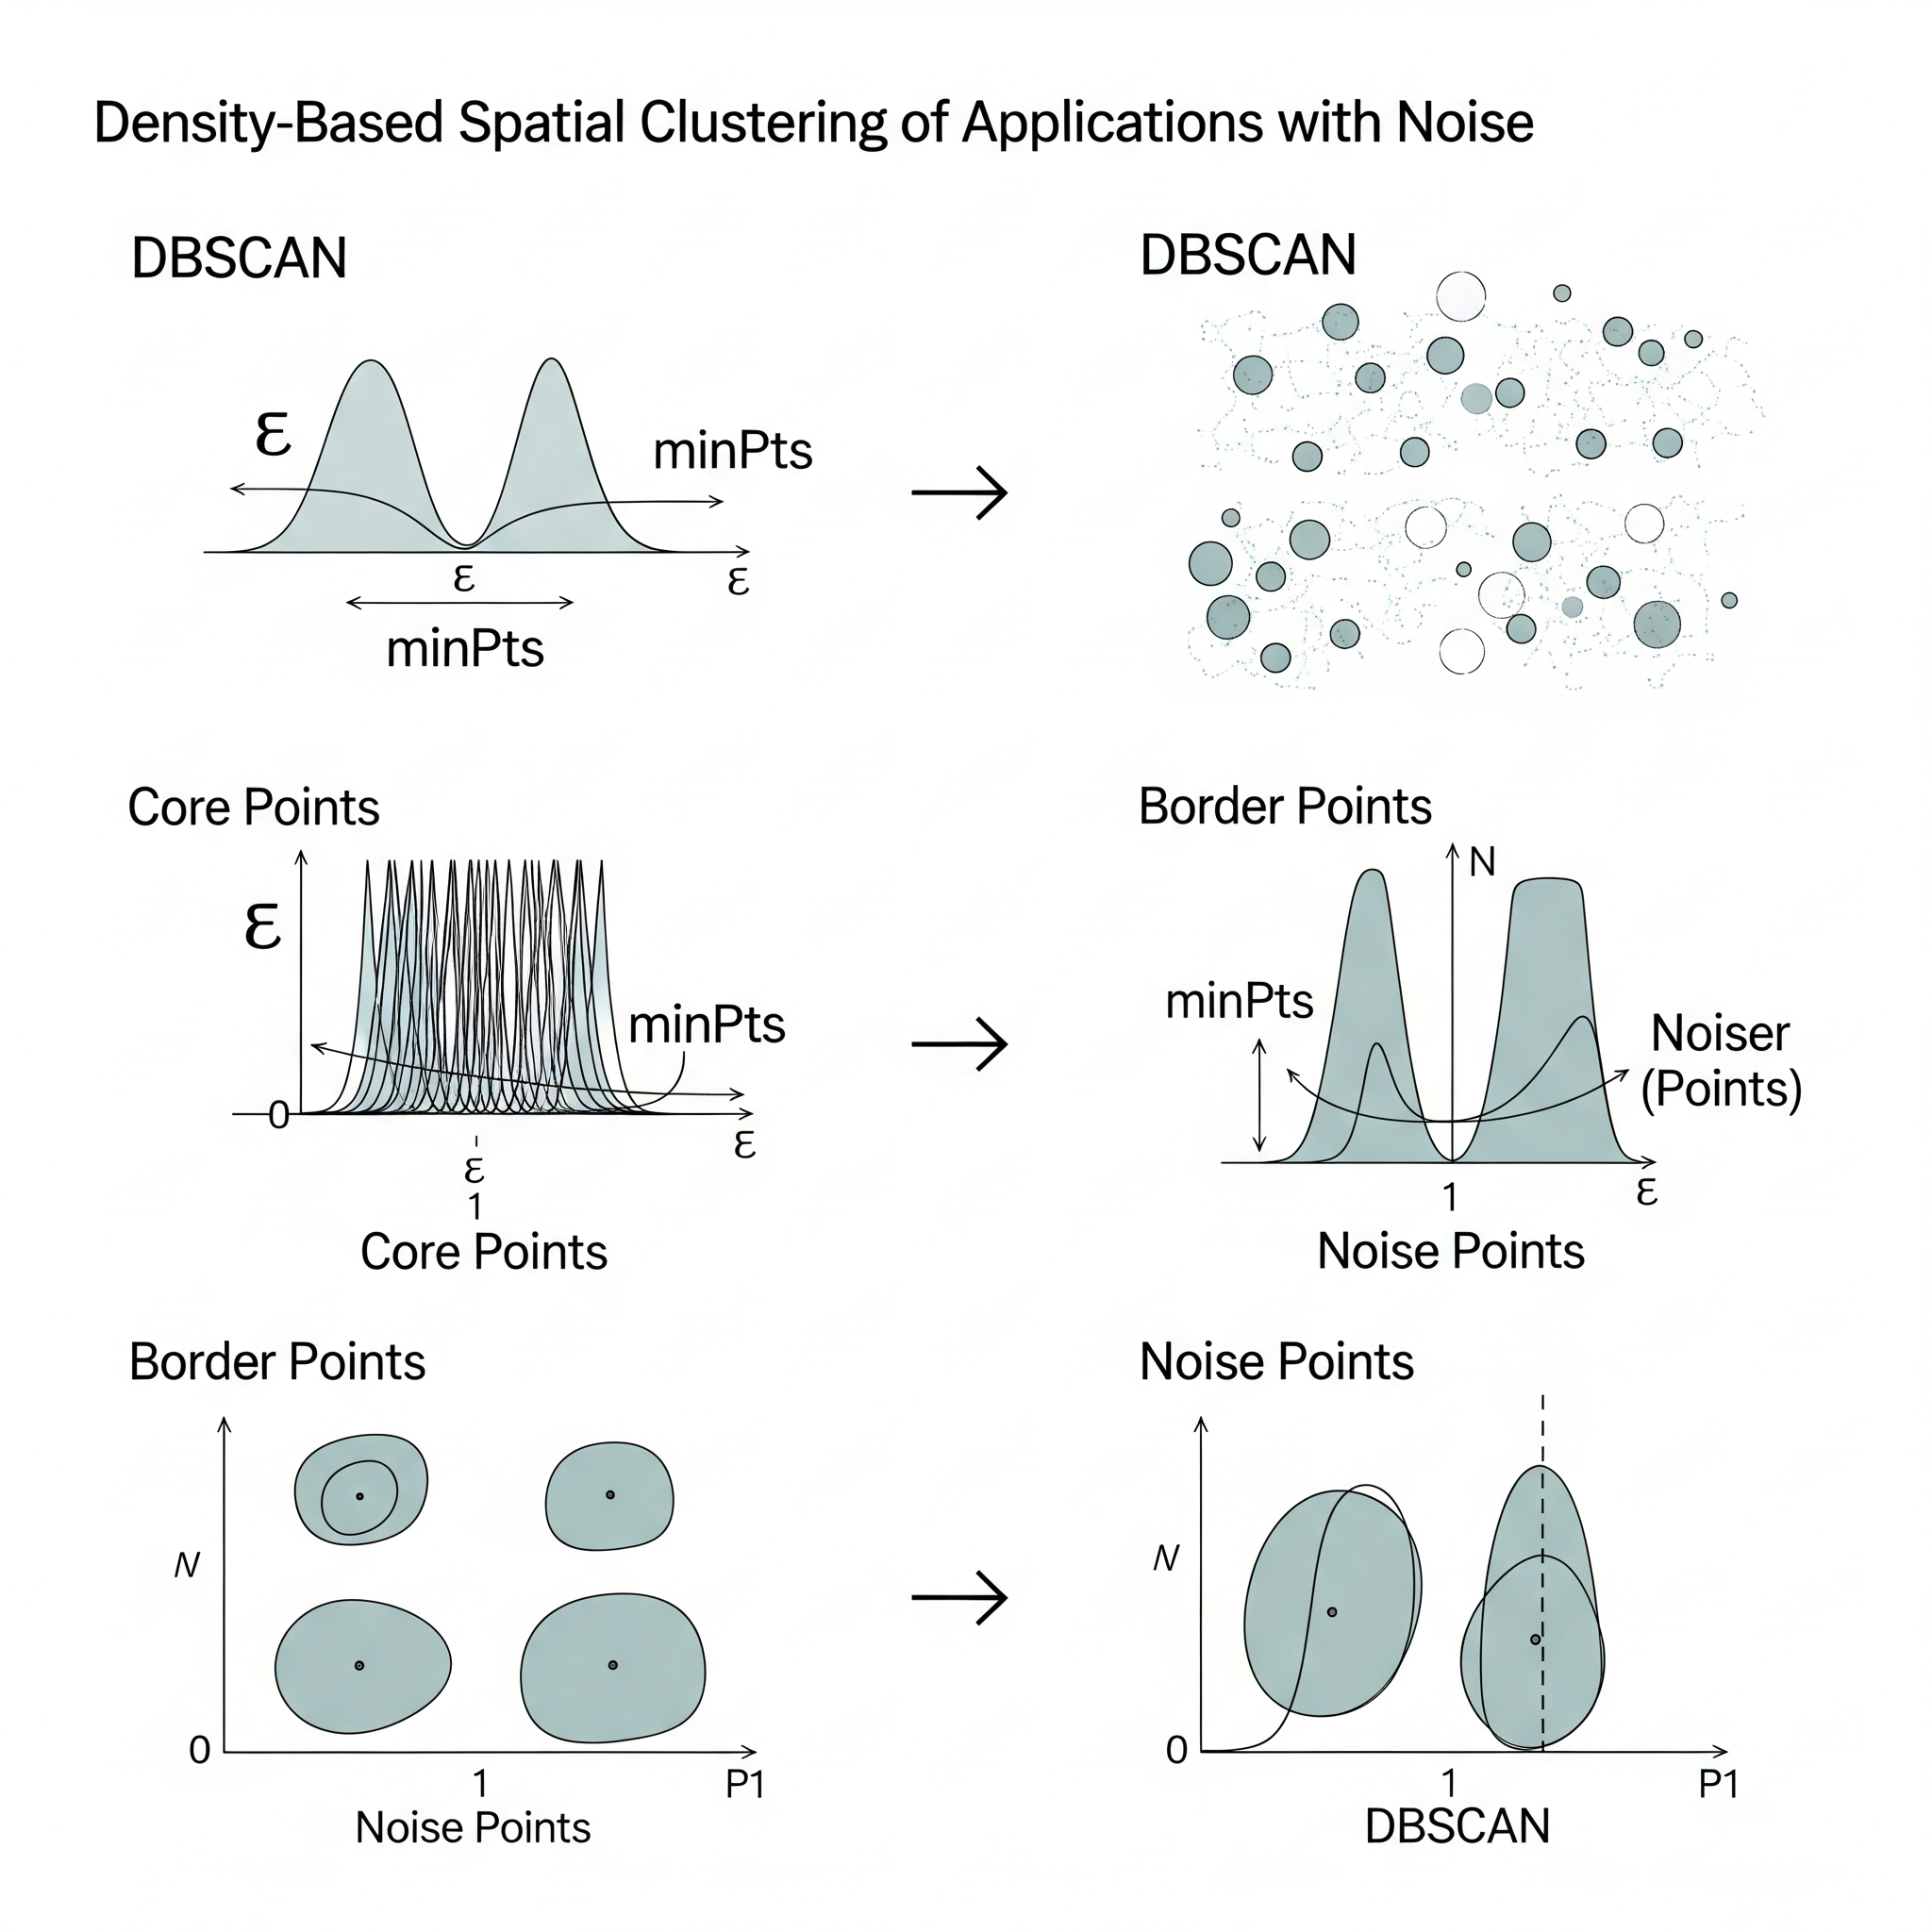 Density-Based Spatial Clustering of Applications with Noise
DBSCAN
ε
minPts
ε
ε
minPts
DBSCAN
Core Points
ε
minPts
0
ε
ε
1
Core Points
Border Points
N
minPts
Noiser
(Points)
1
ε
Noise Points
Border Points
N
0
1
P1
Noise Points
Noise Points
N
0
1
P1
DBSCAN